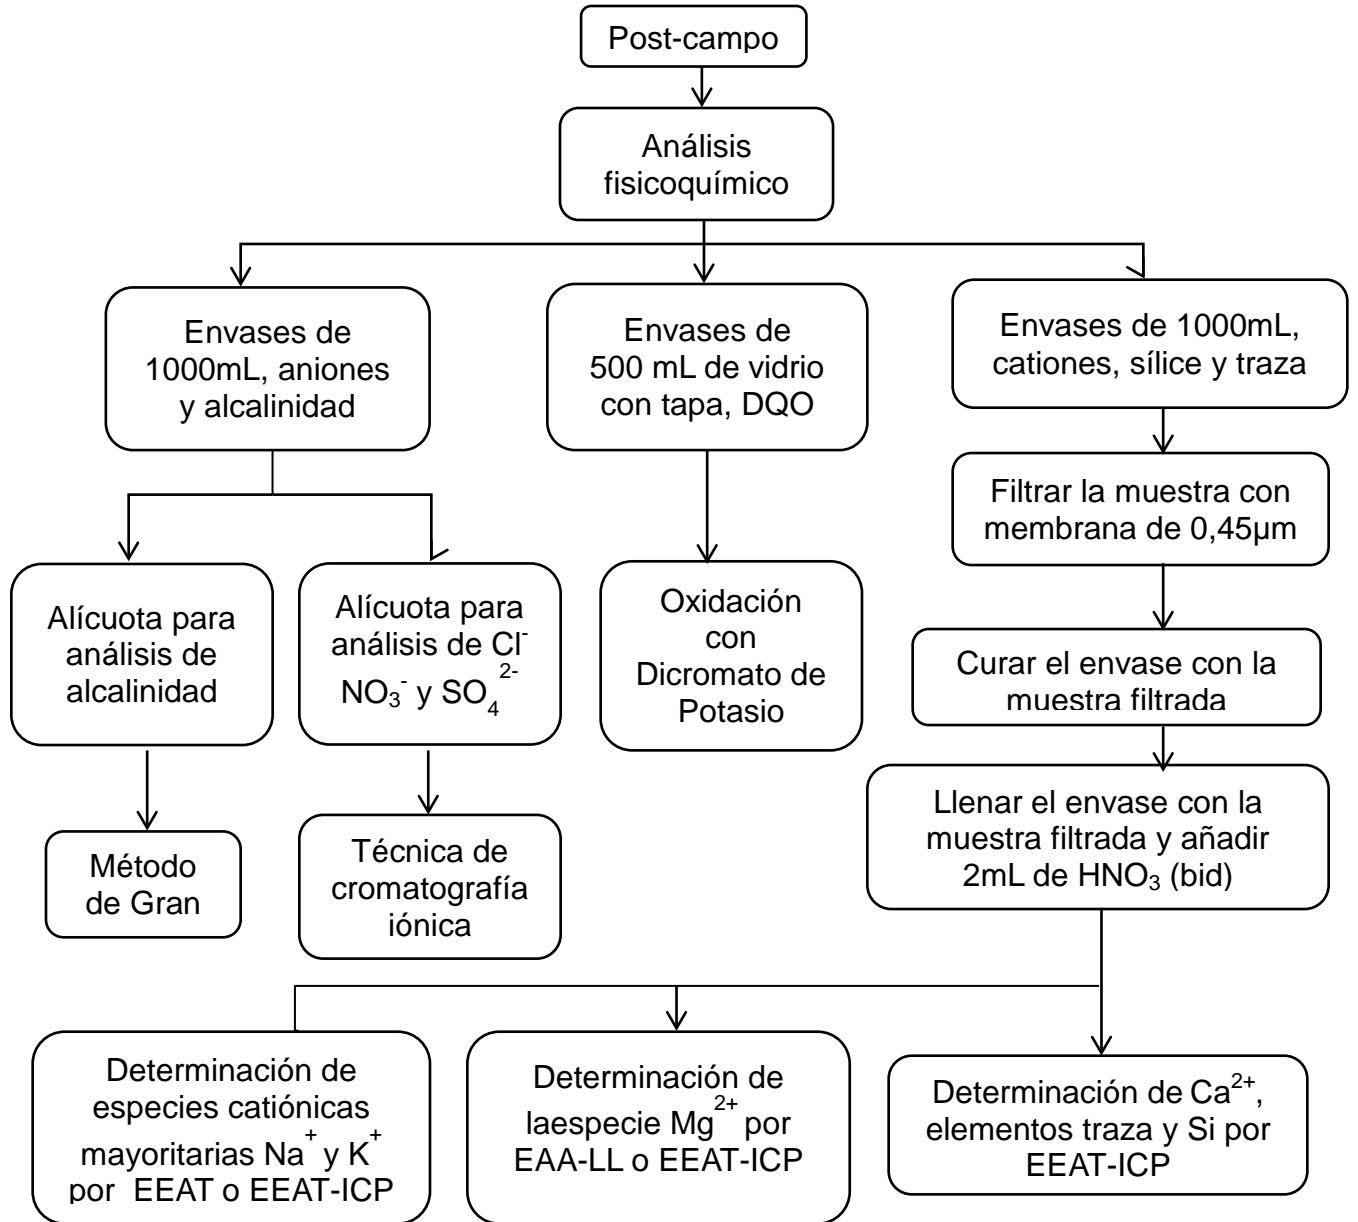 Post-campo
Análisis
fisicoquímico
Envases de
1000mL, aniones
y alcalinidad
Envases de
500 mL de vidrio
con tapa, DQO
Envases de 1000mL,
cationes, sílice y traza
Filtrar la muestra con
membrana de 0,45µm
Alícuota para
análisis de
alcalinidad
Alícuota para
análisis de Cl⁻
NO₃⁻ y SO₄²⁻
Oxidación
con
Dicromato de
Potasio
Curar el envase con la
muestra filtrada
Llenar el envase con la
muestra filtrada y añadir
2mL de HNO₃ (bid)
Método
de Gran
Técnica de
cromatografía
iónica
Determinación de
especies catiónicas
mayoritarias Na⁺ y K⁺
por EEAT o EEAT-ICP
Determinación de
laespecie Mg²⁺ por
EAA-LL o EEAT-ICP
Determinación de Ca²⁺,
elementos traza y Si por
EEAT-ICP